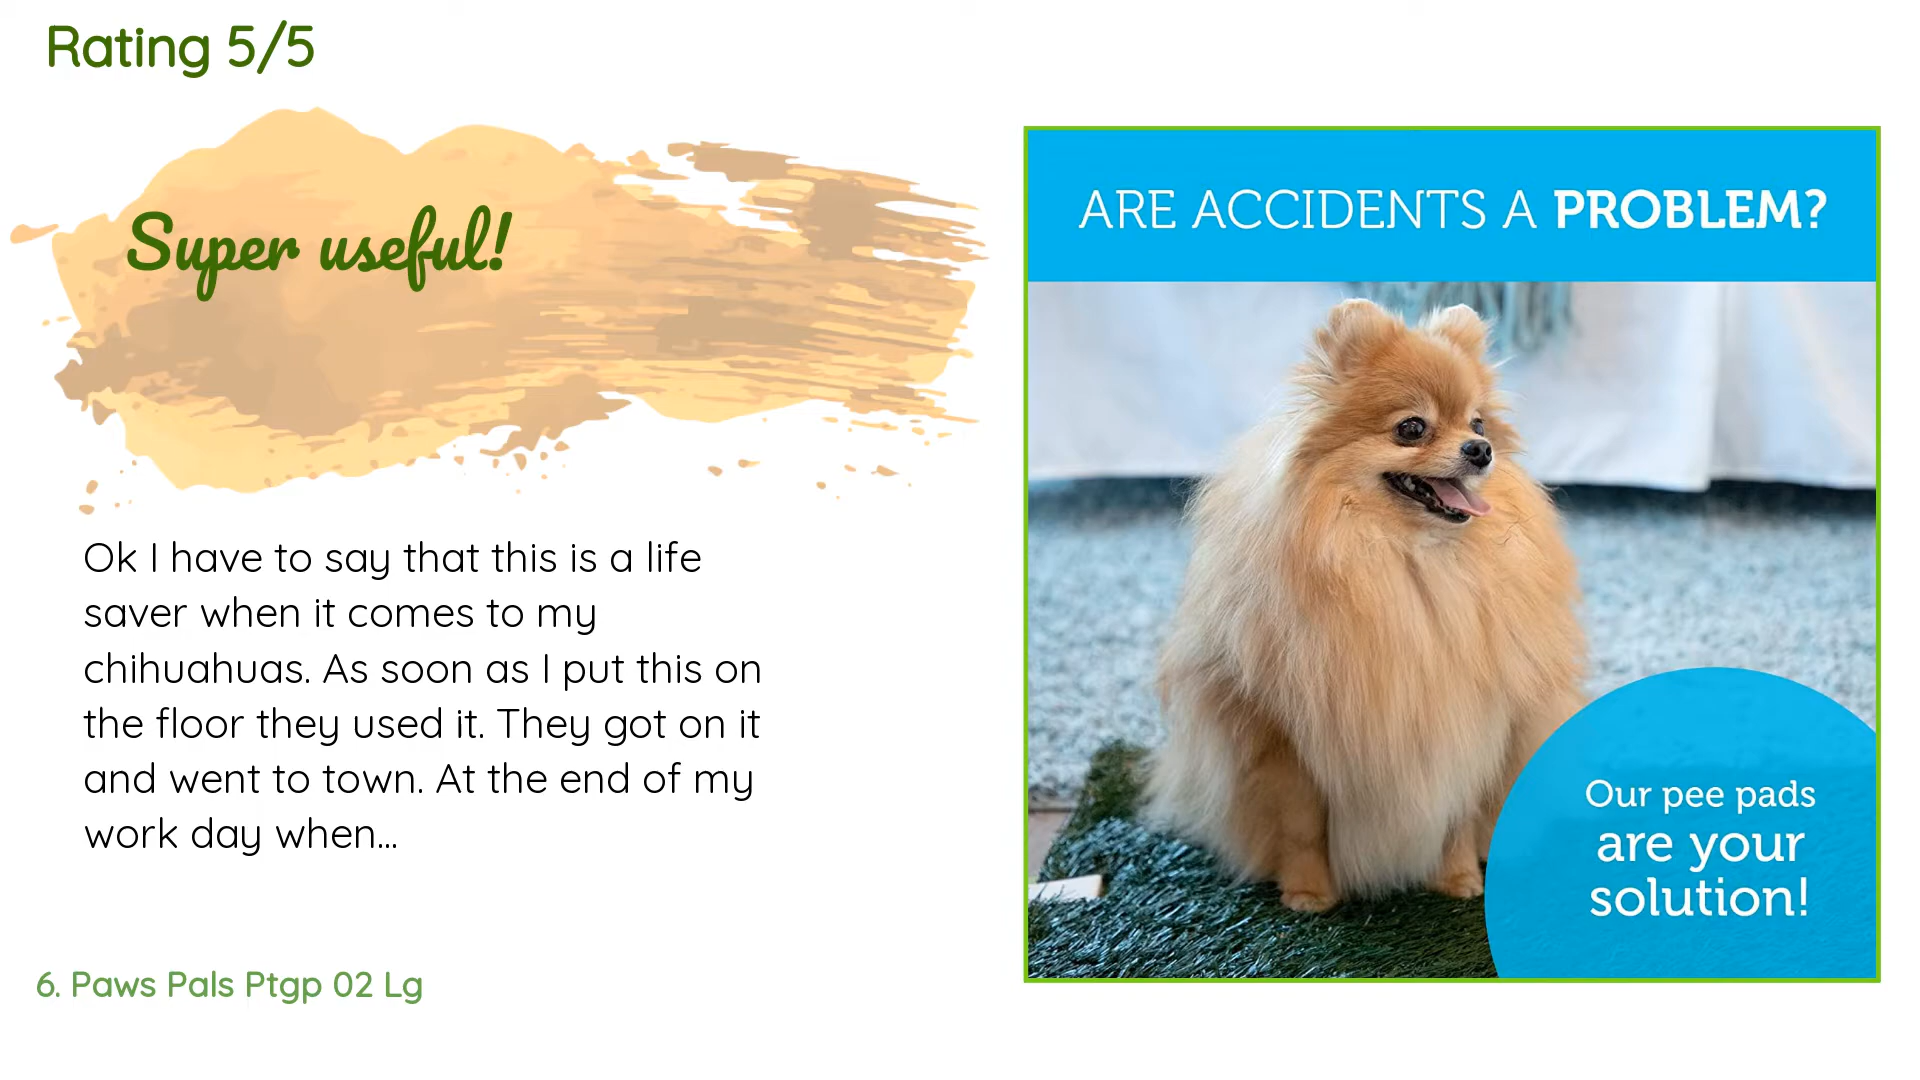 Rating 5/5
Super useful!
Ok I have to say that this is a life
saver when it comes to my
chihuahuas. As soon as I put this on
the floor they used it. They got on it
and went to town. At the end of my
work day when...
6. Paws Pals Ptgp 02 Lg
ARE ACCIDENTS A PROBLEM?
Our pee pads
are your
solution!